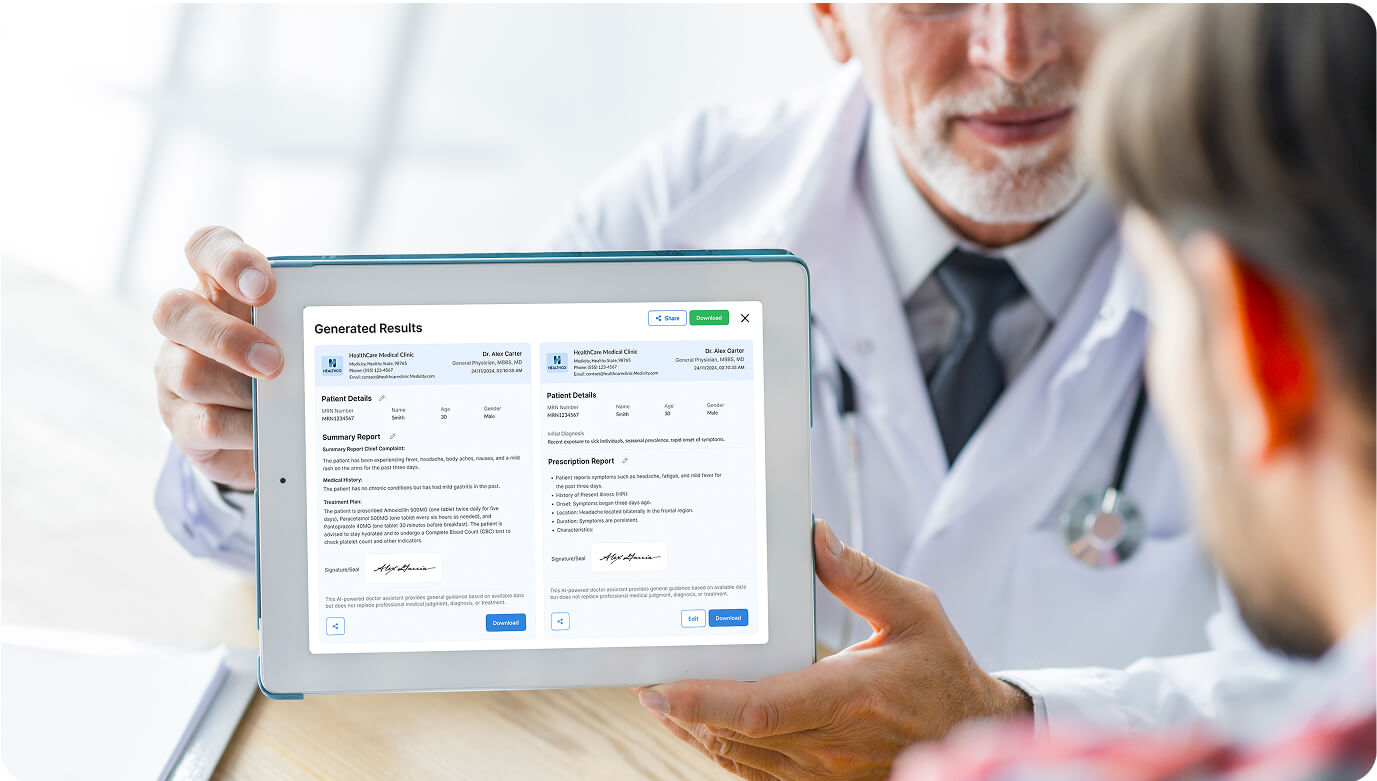 Generated Results
Share
Download
HEALTHCO
HealthCare Medical Clinic
Medicity, Healthy State, 98765
Phone: (555) 123-4567
Email: contact@healthcareclinic.Medicity.com
Dr. Alex Carter
General Physician, MBBS, MD
24/11/2024, 02:10:35 AM
Patient Details
MRN Number
Name
Age
Gender
MRN1234567
Smith
30
Male
Summary Report
Summary Report Chief Complaint:
The patient has been experiencing fever, headache, body aches, nausea, and a mild
rash on the arms for the past three days.
Medical History:
The patient has no chronic conditions but has had mild gastritis in the past.
Treatment Plan:
The patient is prescribed Amoxicillin 500MG (one tablet twice daily for five
days), Paracetamol 500MG (one tablet every six hours as needed), and
Pantoprazole 40MG (one tablet 30 minutes before breakfast). The patient is
advised to stay hydrated and to undergo a Complete Blood Count (CBC) test to
check platelet count and other indicators.
Signature/Seal
Alex Garcia
This AI-powered doctor assistant provides general guidance based on available data
but does not replace professional medical judgment, diagnosis, or treatment.
Download
HEALTHCO
HealthCare Medical Clinic
Medicity, Healthy State, 98765
Phone: (555) 123-4567
Email: contact@healthcareclinic.Medicity.com
Dr. Alex Carter
General Physician, MBBS, MD
24/11/2024, 02:10:35 AM
Patient Details
MRN Number
Name
Age
Gender
MRN1234567
Smith
30
Male
Initial Diagnosis
Recent exposure to sick individuals, seasonal prevalence, rapid onset of symptoms.
Prescription Report
• Patient reports symptoms such as headache, fatigue, and mild fever for
the past three days.
• History of Present Illness (HPI):
• Onset: Symptoms began three days ago.
• Location: Headache located bilaterally in the frontal region.
• Duration: Symptoms are persistent.
• Characteristics:
Signature/Seal
Alex Garcia
This AI-powered doctor assistant provides general guidance based on available data
but does not replace professional medical judgment, diagnosis, or treatment.
Edit
Download